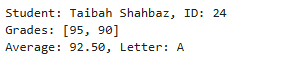 Student: Taibah Shahbaz, ID: 24
Grades: [95, 90]
Average: 92.50, Letter: A